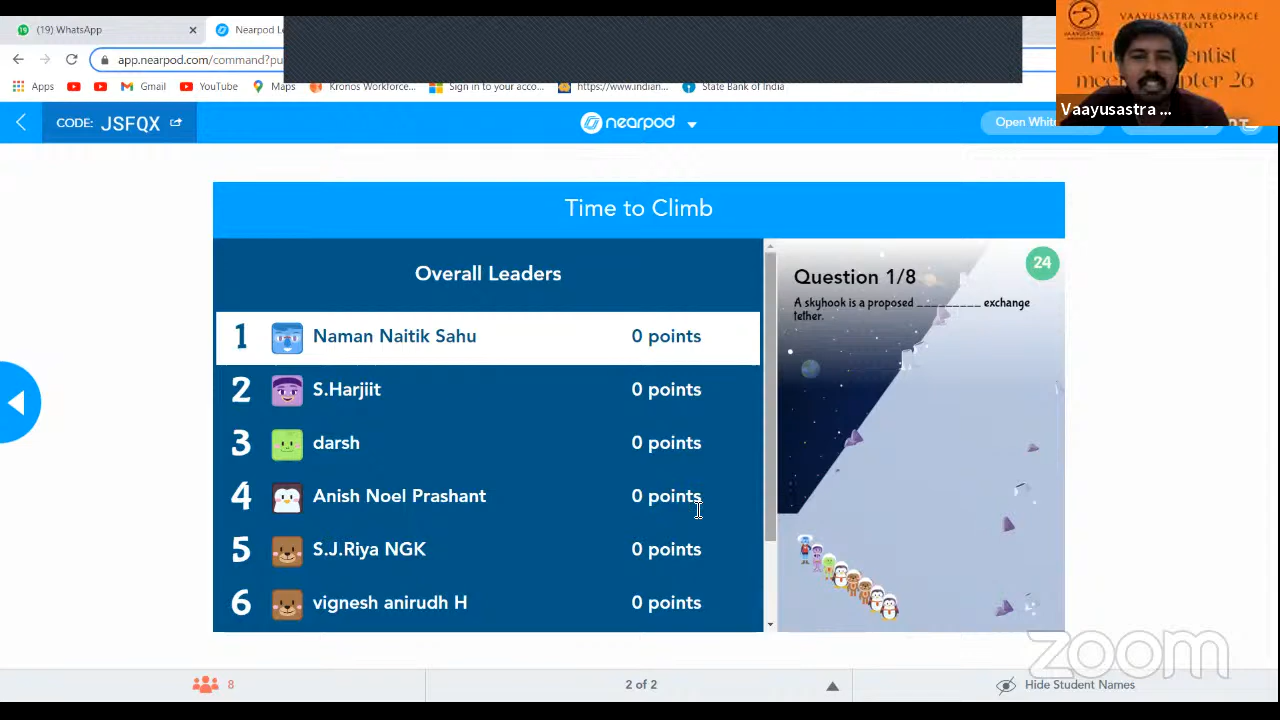 (19) WhatsApp
Nearpod Le
app.nearpod.com/command?pu
Apps
Gmail
YouTube
Maps
Kronos Workforce...
Sign in to your acco...
https://www.indian...
State Bank of India
VAAYUSASTRA AEROSPACE
Vaayusastra ...
CODE: JSFQX
nearpod
Open Whit
Time to Climb
Overall Leaders
1 Naman Naitik Sahu 0 points
2 S.Harjiit 0 points
3 darsh 0 points
4 Anish Noel Prashant 0 points
5 S.J.Riya NGK 0 points
6 vignesh anirudh H 0 points
Question 1/8
24
A skyhook is a proposed _________ exchange
tether.
8
2 of 2
Hide Student Names
zoom